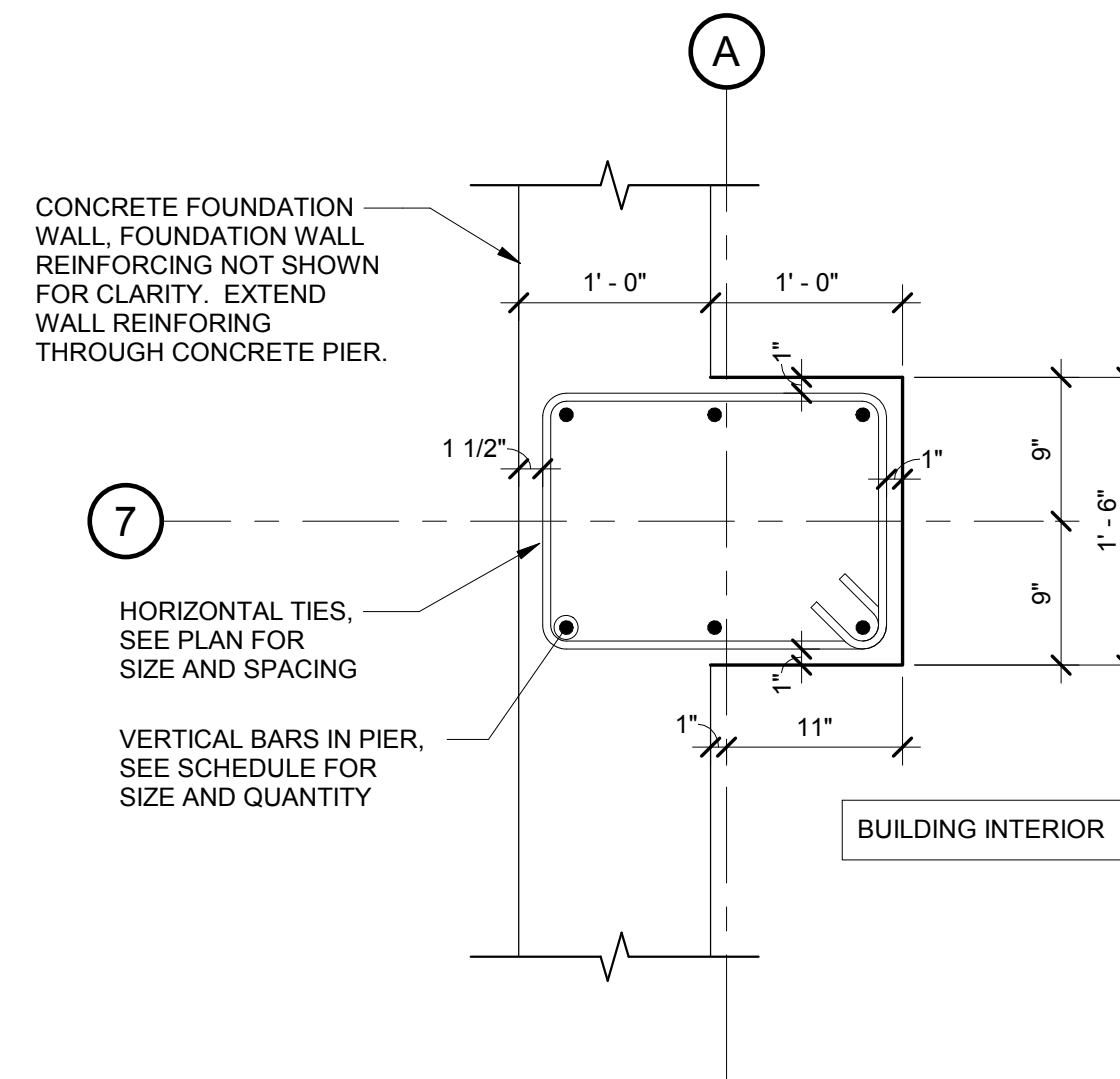 A
CONCRETE FOUNDATION
WALL, FOUNDATION WALL
REINFORCING NOT SHOWN
FOR CLARITY.  EXTEND
WALL REINFORING
THROUGH CONCRETE PIER.
1' - 0"
1' - 0"
1"
1 1/2"
1"
9"
1' - 6"
7
9"
HORIZONTAL TIES,
SEE PLAN FOR
SIZE AND SPACING
1"
1"
11"
VERTICAL BARS IN PIER,
SEE SCHEDULE FOR
SIZE AND QUANTITY
BUILDING INTERIOR